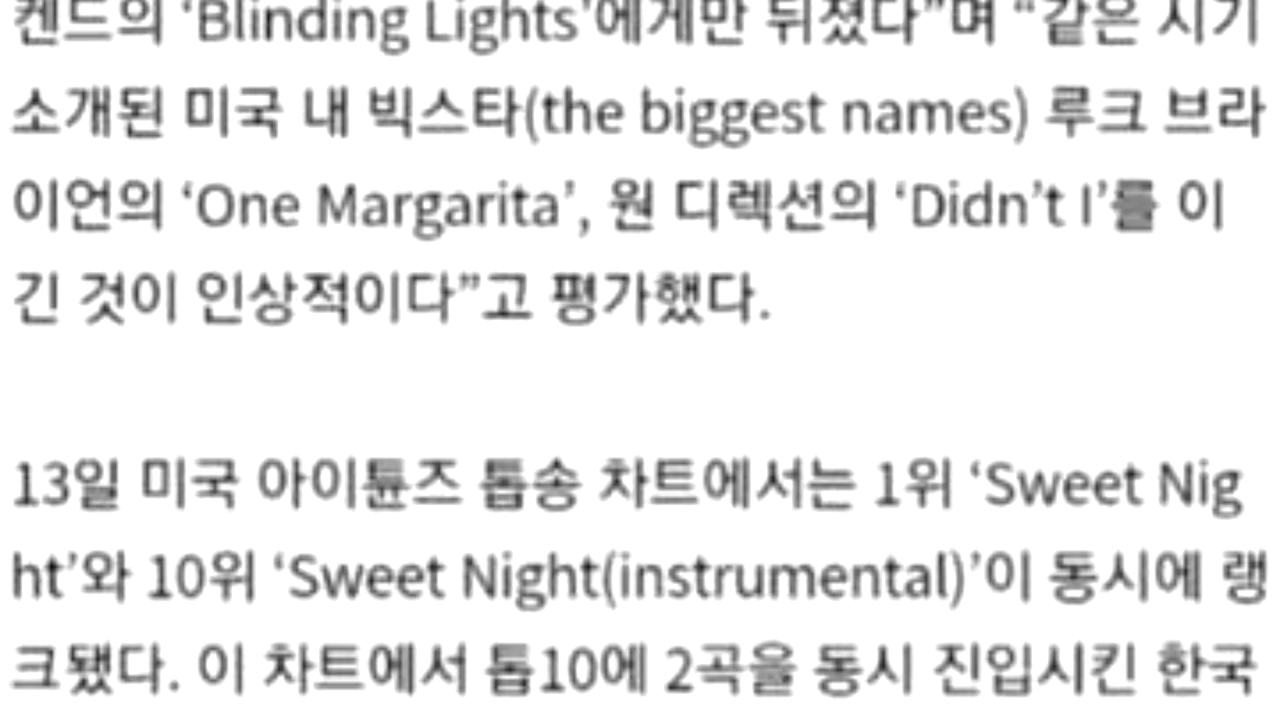 켄드의 ‘Blinding Lights’에게만 뒤졌다”며 “같은 시기
소개된 미국 내 빅스타(the biggest names) 루크 브라
이언의 ‘One Margarita’, 원 디렉션의 ‘Didn’t I’를 이
긴 것이 인상적이다”고 평가했다.
13일 미국 아이튠즈 톱송 차트에서는 1위 ‘Sweet Nig
ht’와 10위 ‘Sweet Night(instrumental)’이 동시에 랭
크됐다. 이 차트에서 톱10에 2곡을 동시 진입시킨 한국